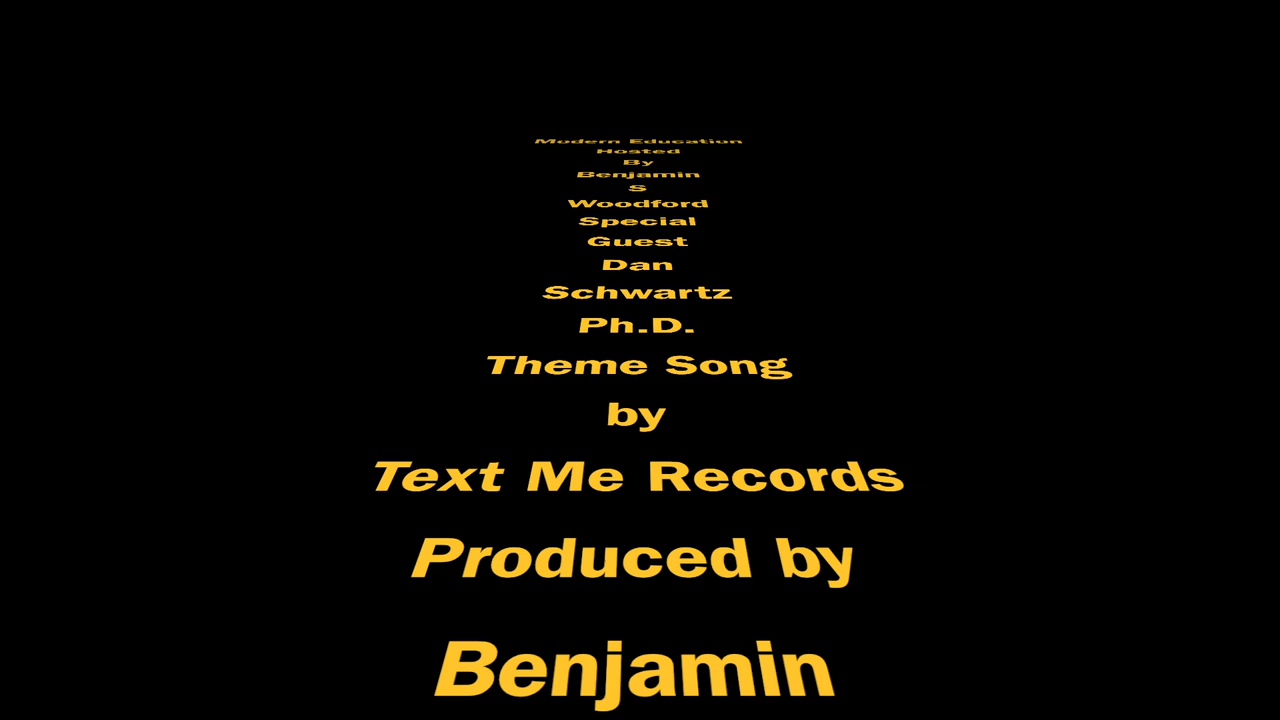 Modern Education
Hosted
By
Benjamin
S
Woodford
Special
Guest
Dan
Schwartz
Ph.D.
Theme Song
by
Text Me Records
Produced by
Benjamin